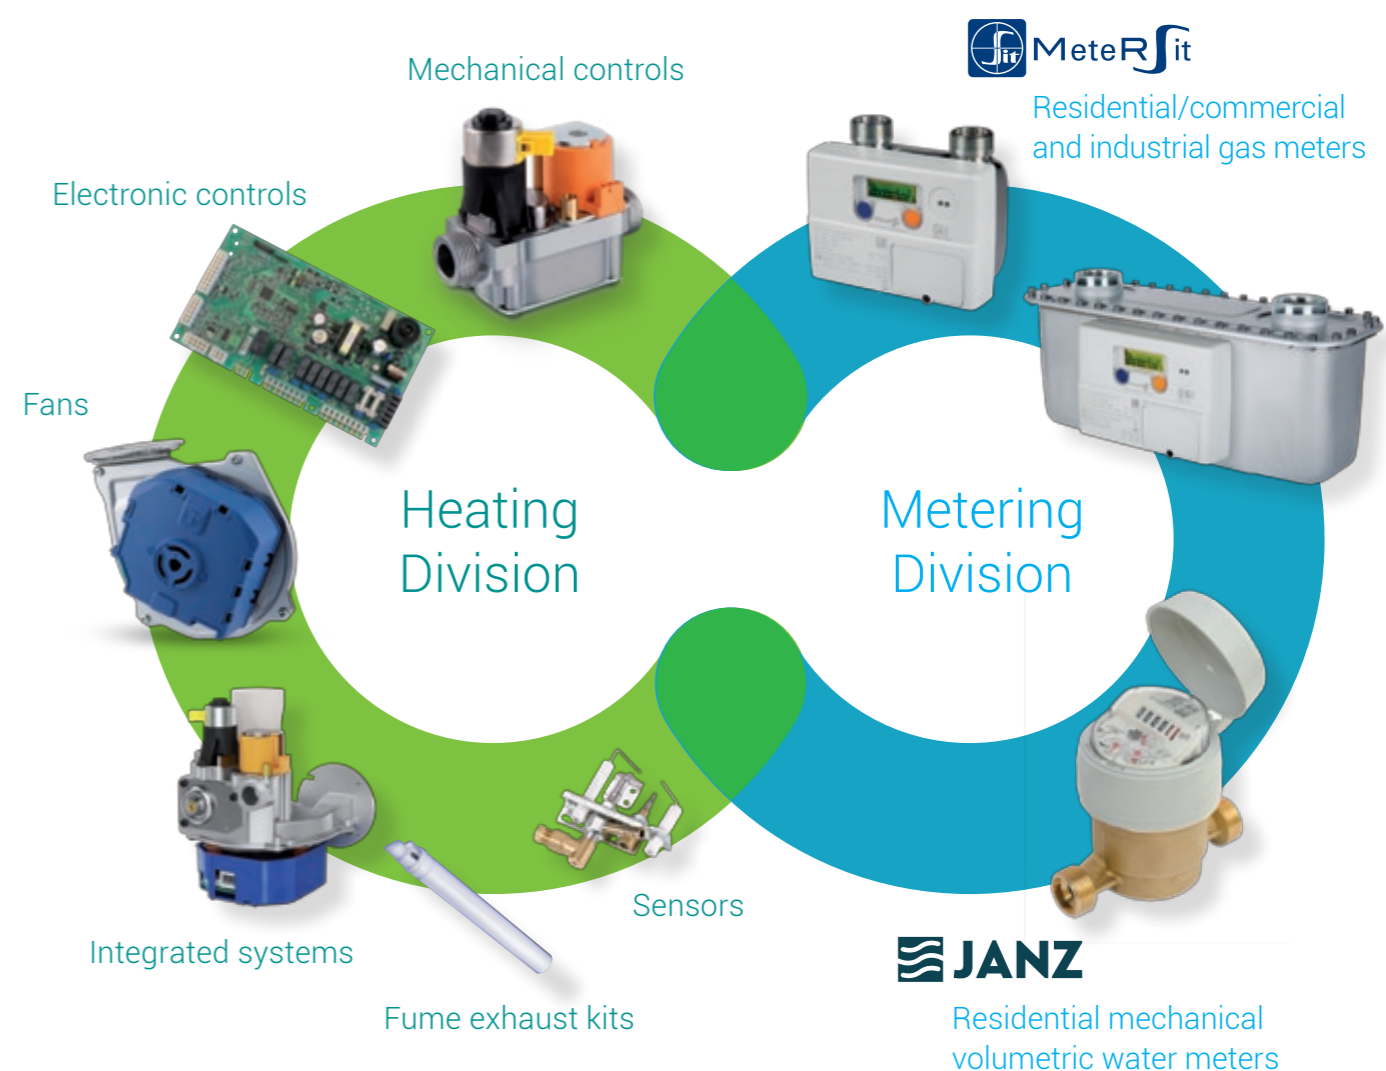 MeteRSit
Sit
Mechanical controls
Residential/commercial
and industrial gas meters
Electronic controls
Fans
Heating
Division
Metering
Division
Sensors
Integrated systems
JANZ
Fume exhaust kits
Residential mechanical
volumetric water meters